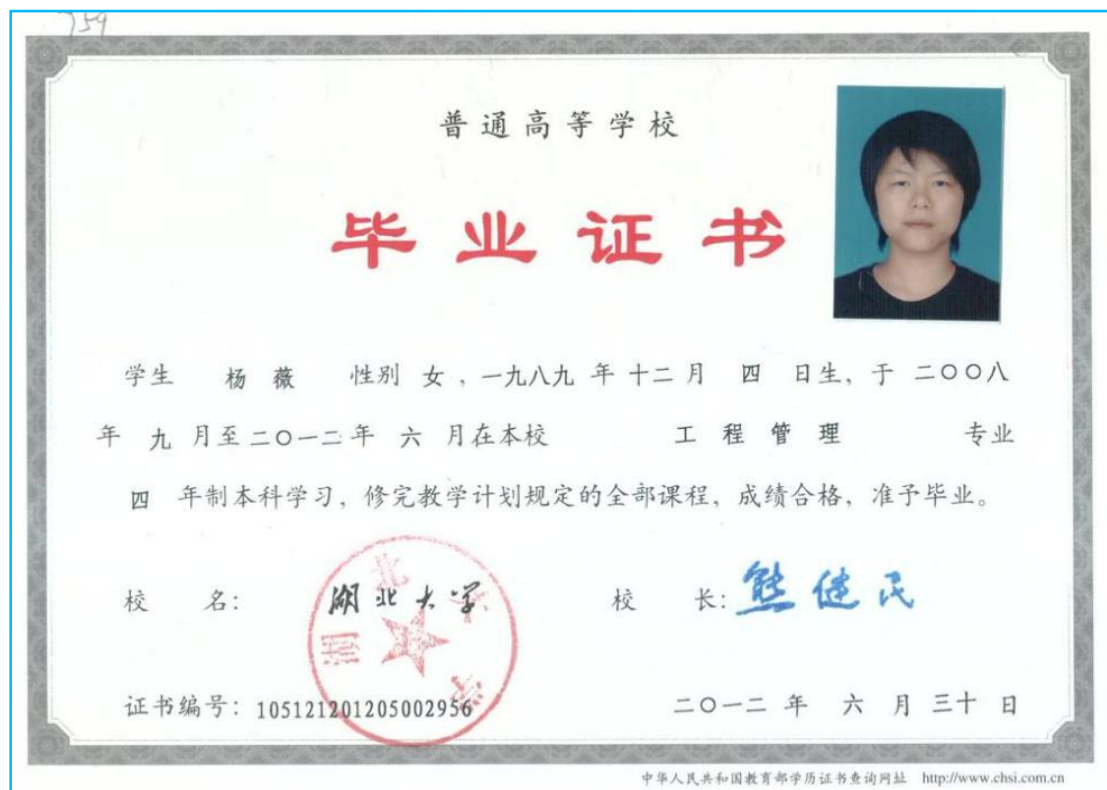 759
普通高等学校
毕业证书
学生 杨薇 性别 女，一九八九 年 十二 月 四 日生，于 二〇〇八
年 九 月至 二〇一二 年 六 月在本校 工程管理 专业
四 年制本科学习，修完教学计划规定的全部课程，成绩合格，准予毕业。
校 名： 湖北大学 校 长：熊健民
湖北大学
证书编号：105121201205002956 二〇一二 年 六 月 三十 日
中华人民共和国教育部学历证书查询网址 http://www.chsi.com.cn